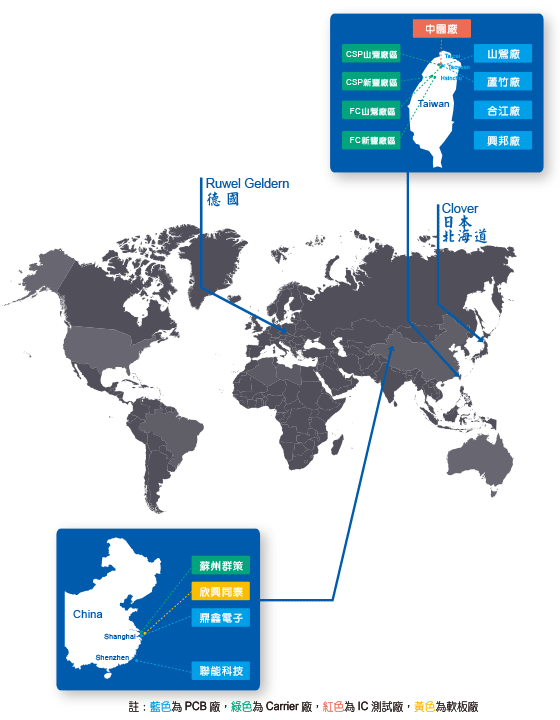 中園廠
CSP山鶯廠區
山鶯廠
CSP新豐廠區
蘆竹廠
Hsinchu
Taiwan
FC山鶯廠區
合江廠
FC新豐廠區
興邦廠
Ruwel Geldern
德國
Clover
日本
北海道
蘇州群策
欣興同泰
China
鼎鑫電子
Shanghai
Shenzhen
聯能科技
註：藍色為 PCB 廠，綠色為 Carrier 廠，紅色為 IC 測試廠，黃色為軟板廠